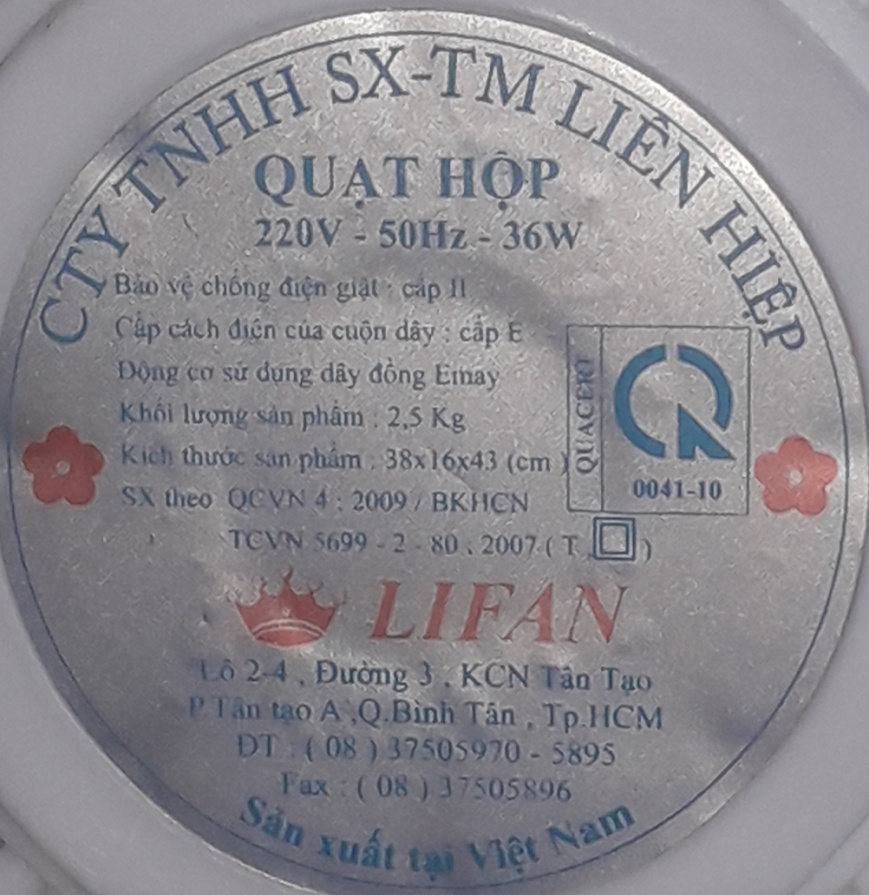 CTY TNHH SX-TM LIÊN HIỆP
QUẠT HỘP
220V - 50Hz - 36W
Bảo vệ chống điện giật : cấp II
Cấp cách điện của cuộn dây : cấp E
Động cơ sử dụng dây đồng Emay
Khối lượng sản phẩm : 2,5 Kg
Kích thước sản phẩm : 38x16x43 (cm )
SX theo QCVN 4 : 2009 / BKHCN
TCVN 5699 - 2 - 80 : 2007 ( T, )
QUACERT
0041-10
LIFAN
Lô 2-4 , Đường 3 , KCN Tân Tạo
P Tân tạo A ,Q.Bình Tân , Tp.HCM
ĐT : ( 08 ) 37505970 - 5895
Fax : ( 08 ) 37505896
Sản xuất tại Việt Nam